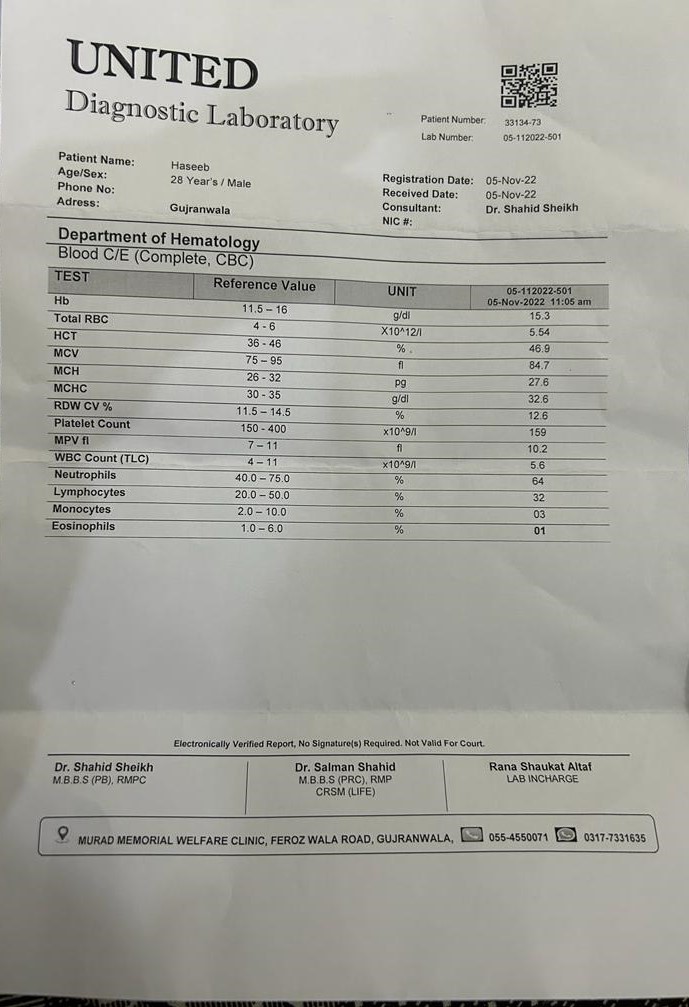 UNITED
Diagnostic Laboratory
Patient Number: 33134-73
Lab Number: 05-112022-501
Patient Name: Haseeb
Age/Sex: 28 Year's / Male
Phone No:
Adress: Gujranwala
Registration Date: 05-Nov-22
Received Date: 05-Nov-22
Consultant: Dr. Shahid Sheikh
NIC #:
Department of Hematology
Blood C/E (Complete, CBC)
TEST Reference Value UNIT 05-112022-501
05-Nov-2022 11:05 am
Hb 11.5 – 16 g/dl 15.3
Total RBC 4 - 6 X10^12/l 5.54
HCT 36 - 46 % 46.9
MCV 75 – 95 fl 84.7
MCH 26 - 32 pg 27.6
MCHC 30 - 35 g/dl 32.6
RDW CV % 11.5 – 14.5 % 12.6
Platelet Count 150 - 400 x10^9/l 159
MPV fl 7 – 11 fl 10.2
WBC Count (TLC) 4 – 11 x10^9/l 5.6
Neutrophils 40.0 – 75.0 % 64
Lymphocytes 20.0 – 50.0 % 32
Monocytes 2.0 – 10.0 % 03
Eosinophils 1.0 – 6.0 % 01
Electronically Verified Report, No Signature(s) Required. Not Valid For Court.
Dr. Shahid Sheikh
M.B.B.S (PB), RMPC
Dr. Salman Shahid
M.B.B.S (PRC), RMP
CRSM (LIFE)
Rana Shaukat Altaf
LAB INCHARGE
MURAD MEMORIAL WELFARE CLINIC, FEROZ WALA ROAD, GUJRANWALA, 055-4550071 0317-7331635